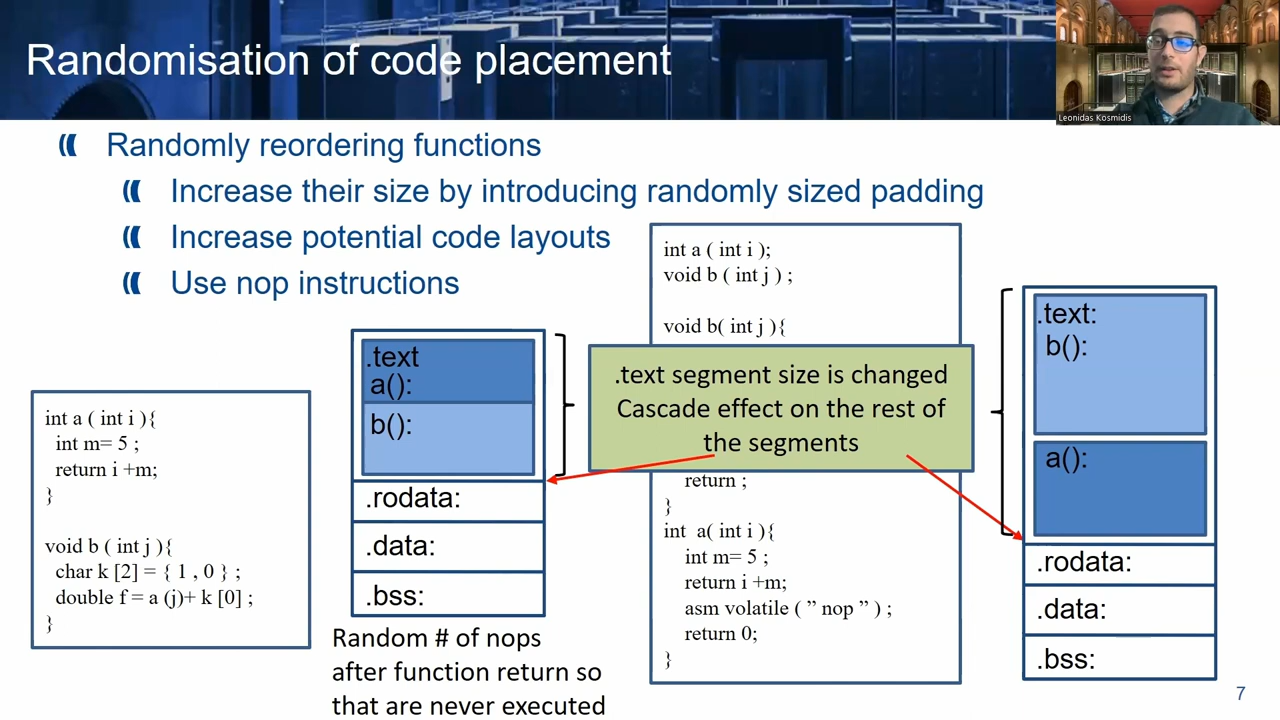 Randomisation of code placement
Leonidas Kosmidis
Randomly reordering functions
Increase their size by introducing randomly sized padding
Increase potential code layouts
Use nop instructions
int a ( int i ){
int m= 5 ;
return i +m;
}
void b ( int j ){
char k [2] = { 1 , 0 } ;
double f = a (j)+ k [0] ;
}
.text
a():
b():
.rodata:
.data:
.bss:
Random # of nops
after function return so
that are never executed
int a ( int i );
void b ( int j ) ;
void b( int j ){
.text segment size is changed
Cascade effect on the rest of
the segments
return ;
}
int  a( int i ){
int m= 5 ;
return i +m;
asm volatile ( ” nop ” ) ;
return 0;
}
.text:
b():
a():
.rodata:
.data:
.bss:
7